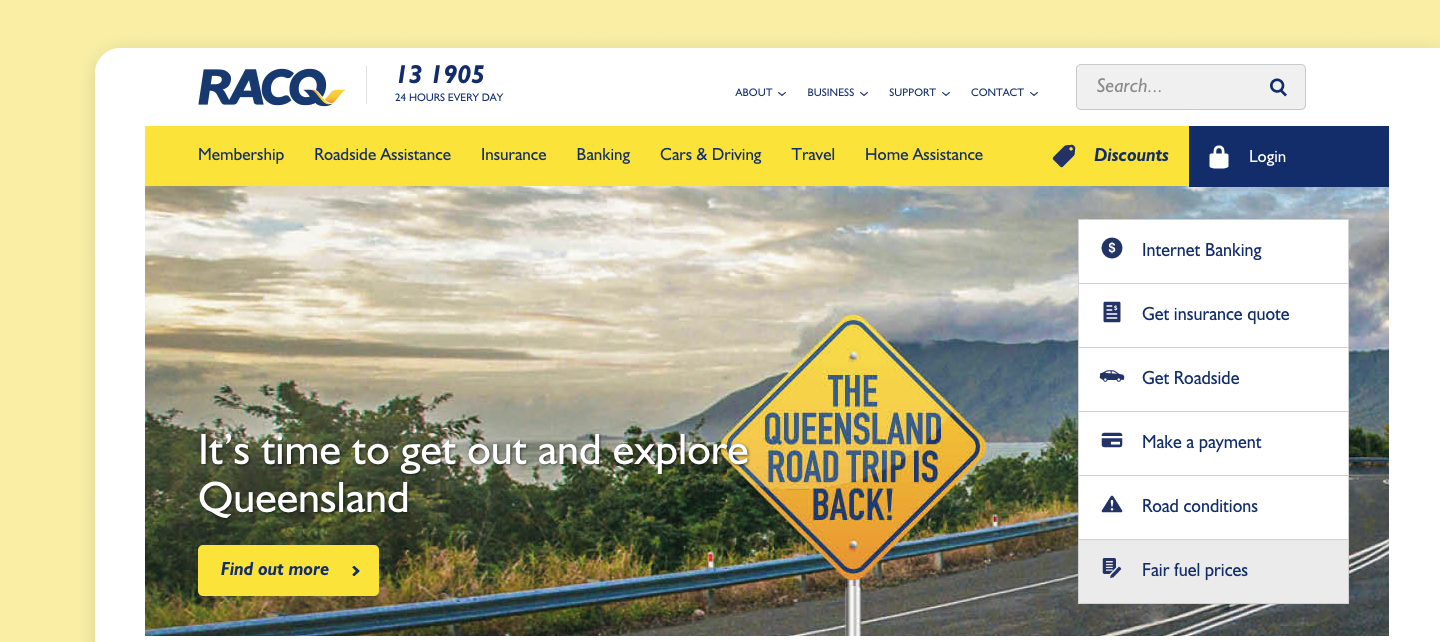 RACQ
13 1905
24 HOURS EVERY DAY
ABOUT
BUSINESS
SUPPORT
CONTACT
Search...
Membership
Roadside Assistance
Insurance
Banking
Cars & Driving
Travel
Home Assistance
Discounts
Login
Internet Banking
Get insurance quote
Get Roadside
Make a payment
Road conditions
Fair fuel prices
THE
QUEENSLAND
ROAD TRIP IS
BACK!
It's time to get out and explore
Queensland
Find out more